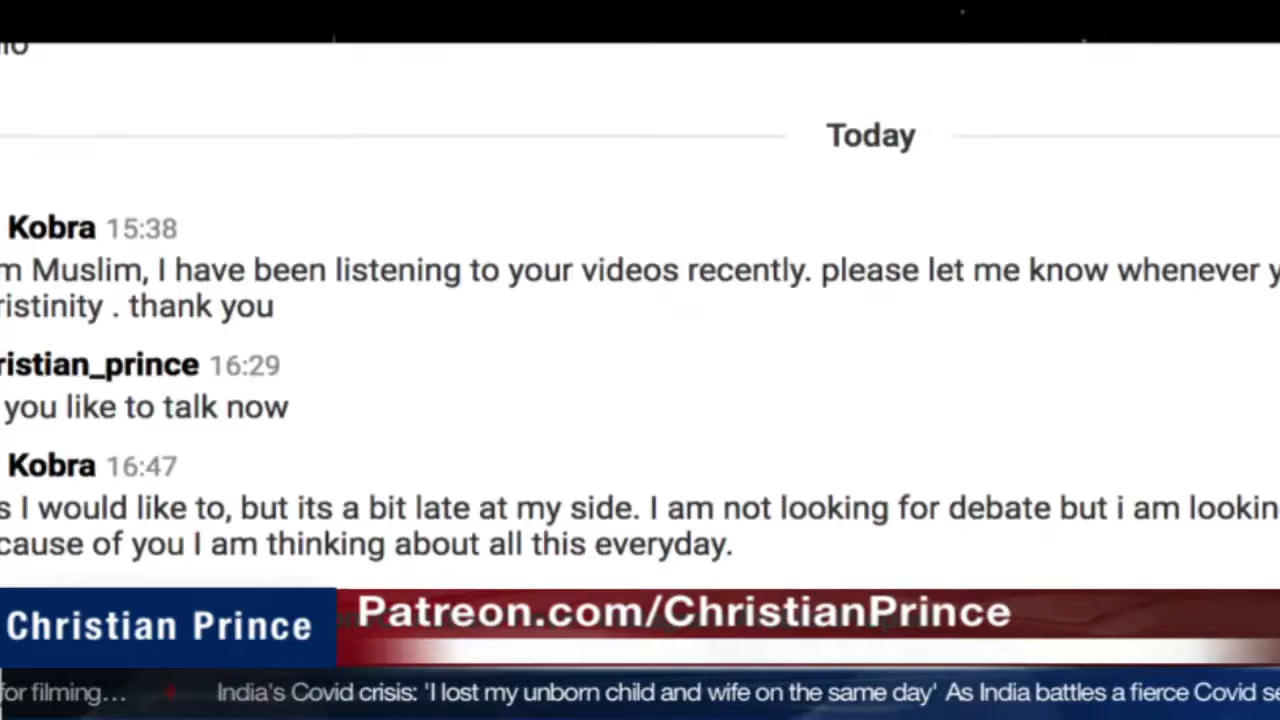 Today
Kobra 15:38
m Muslim, I have been listening to your videos recently. please let me know whenever y
ristinity . thank you
ristian_prince 16:29
you like to talk now
Kobra 16:47
s I would like to, but its a bit late at my side. I am not looking for debate but i am lookin
cause of you I am thinking about all this everyday.
Christian Prince
Patreon.com/ChristianPrince
for filming... India's Covid crisis: 'I lost my unborn child and wife on the same day' As India battles a fierce Covid se